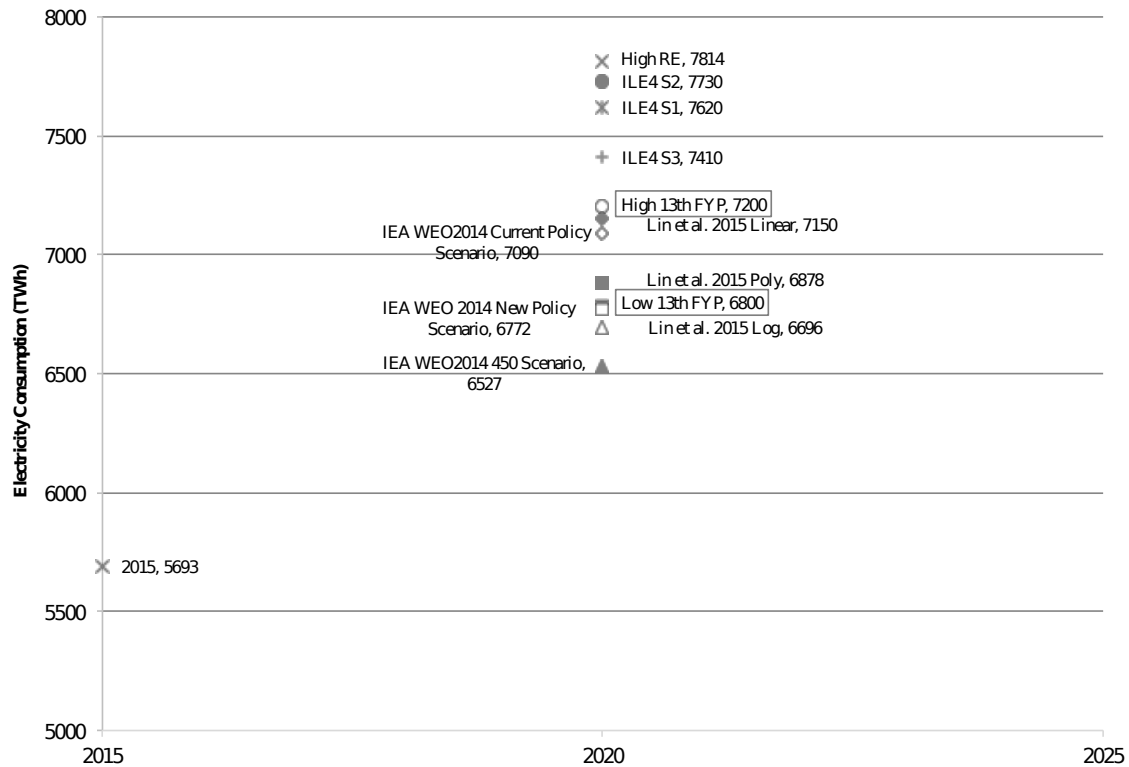 8000
High RE, 7814
ILE4 S2, 7730
ILE4 S1, 7620
7500
ILE4 S3, 7410
High 13th FYP, 7200
Lin et al. 2015 Linear, 7150
IEA WEO2014 Current Policy
Scenario, 7090
7000
Lin et al. 2015 Poly, 6878
Low 13th FYP, 6800
IEA WEO 2014 New Policy
Scenario, 6772
Lin et al. 2015 Log, 6696
IEA WEO2014 450 Scenario,
6527
6500
Electricity Consumption (TWh)
6000
2015, 5693
5500
5000
2015
2020
2025